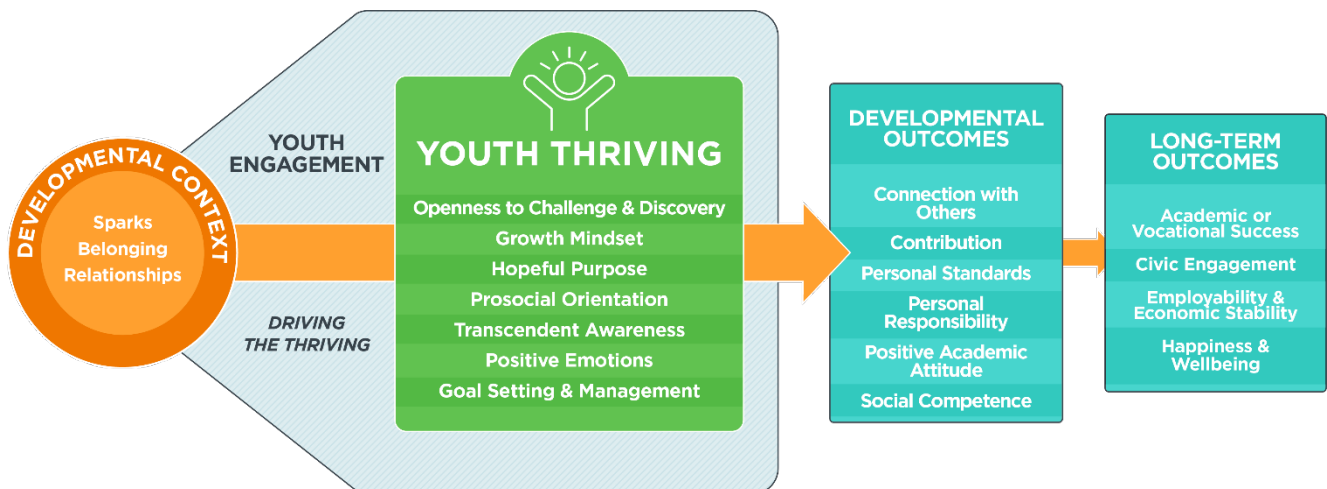 DEVELOPMENTAL CONTEXT
Sparks
Belonging
Relationships
YOUTH
ENGAGEMENT
DRIVING
THE THRIVING
YOUTH THRIVING
Openness to Challenge & Discovery
Growth Mindset
Hopeful Purpose
Prosocial Orientation
Transcendent Awareness
Positive Emotions
Goal Setting & Management
DEVELOPMENTAL
OUTCOMES
Connection with
Others
Contribution
Personal Standards
Personal
Responsibility
Positive Academic
Attitude
Social Competence
LONG-TERM
OUTCOMES
Academic or
Vocational Success
Civic Engagement
Employability &
Economic Stability
Happiness &
Wellbeing